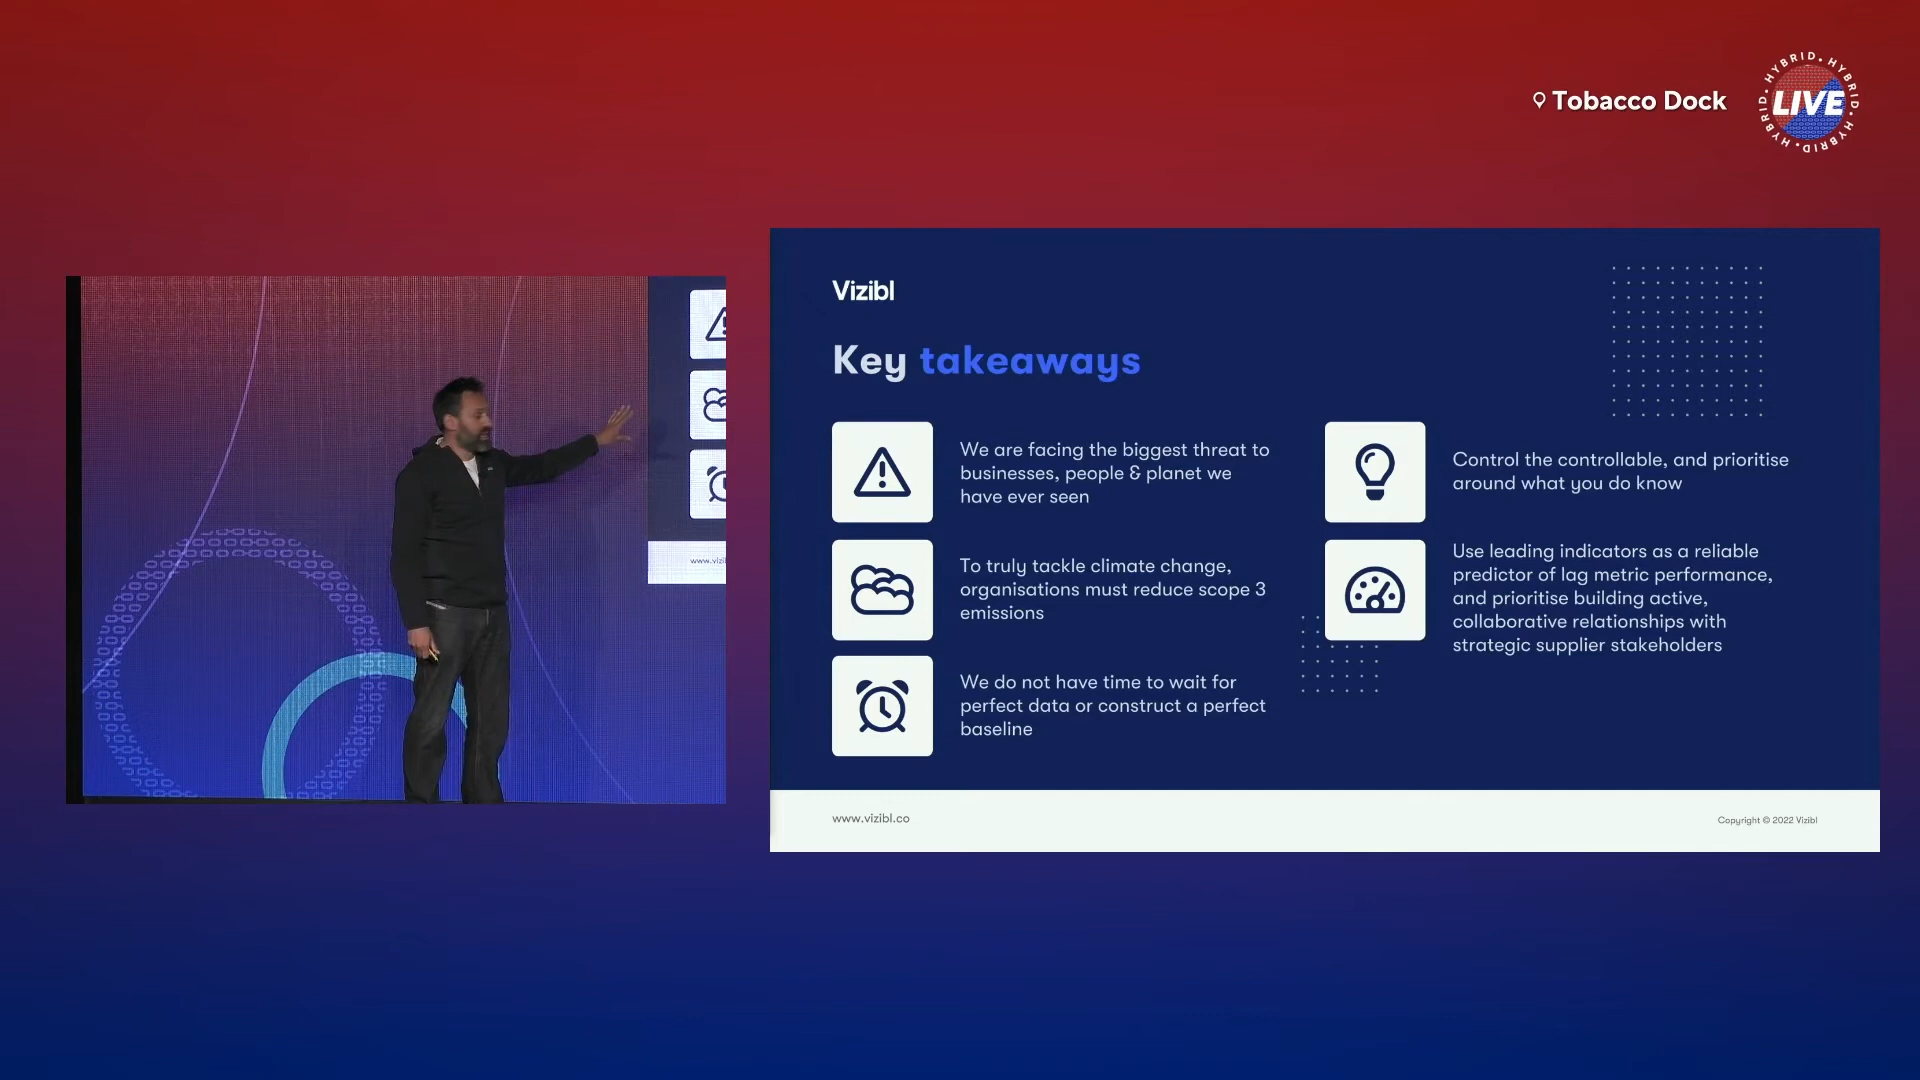 Tobacco Dock
HYBRID • HYBRID • HYBRID • HYBRID •
LIVE
Vizibl
Key takeaways
We are facing the biggest threat to
businesses, people & planet we
have ever seen
To truly tackle climate change,
organisations must reduce scope 3
emissions
We do not have time to wait for
perfect data or construct a perfect
baseline
Control the controllable, and prioritise
around what you do know
Use leading indicators as a reliable
predictor of lag metric performance,
and prioritise building active,
collaborative relationships with
strategic supplier stakeholders
www.vizibl.co
Copyright © 2022 Vizibl
www.vizi